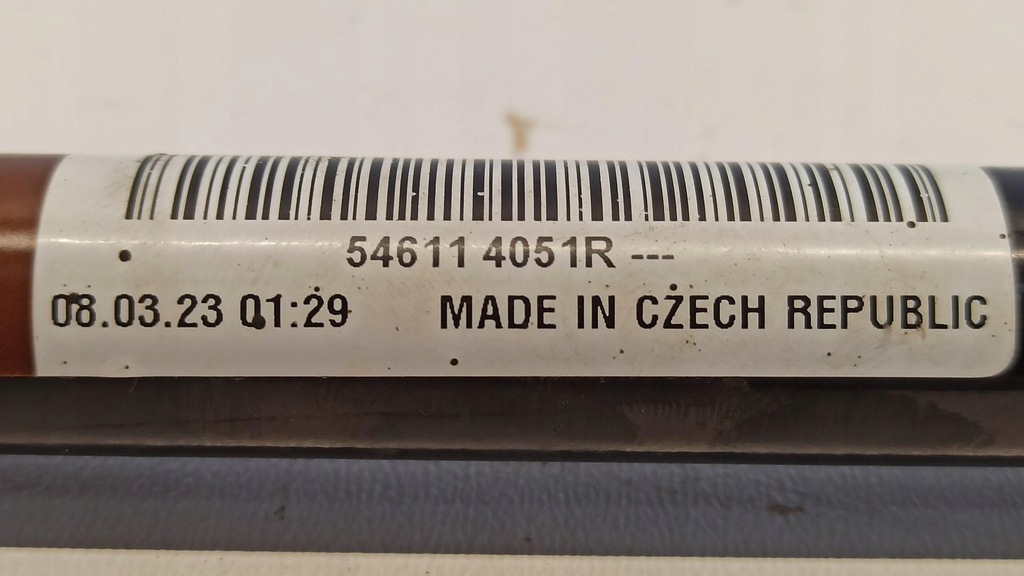 54611 4051R ---
08.03.23 01:29 MADE IN CZECH REPUBLIC